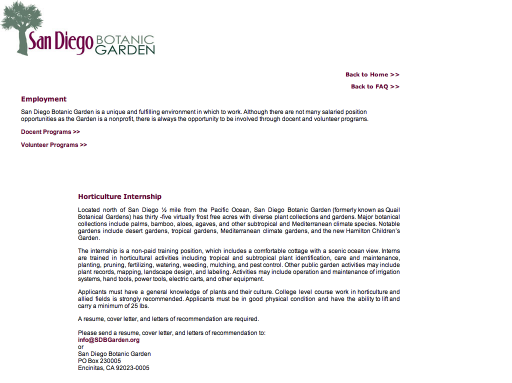 San Diego BOTANIC
GARDEN
Back to Home >>
Back to FAQ >>
Employment
San Diego Botanic Garden is a unique and fulfilling environment in which to work. Although there are not many salaried position
opportunities as the Garden is a nonprofit, there is always the opportunity to be involved through docent and volunteer programs.
Docent Programs >>
Volunteer Programs >>
Horticulture Internship
Located north of San Diego ½ mile from the Pacific Ocean, San Diego Botanic Garden (formerly known as Quail
Botanical Gardens) has thirty -five virtually frost free acres with diverse plant collections and gardens. Major botanical
collections include palms, bamboo, aloes, agaves, and other subtropical and Mediterranean climate species. Notable
gardens include desert gardens, tropical gardens, Mediterranean climate gardens, and the new Hamilton Children's
Garden.
The internship is a non-paid training position, which includes a comfortable cottage with a scenic ocean view. Interns
are trained in horticultural activities including tropical and subtropical plant identification, care and maintenance,
planting, pruning, fertilizing, watering, weeding, mulching, and pest control. Other public garden activities may include
plant records, mapping, landscape design, and labeling. Activities may include operation and maintenance of irrigation
systems, hand tools, power tools, electric carts, and other equipment.
Applicants must have a general knowledge of plants and their culture. College level course work in horticulture and
allied fields is strongly recommended. Applicants must be in good physical condition and have the ability to lift and
carry a minimum of 25 lbs.
A resume, cover letter, and letters of recommendation are required.
Please send a resume, cover letter, and letters of recommendation to:
info@SDBGarden.org
or
San Diego Botanic Garden
PO Box 230005
Encinitas, CA 92023-0005